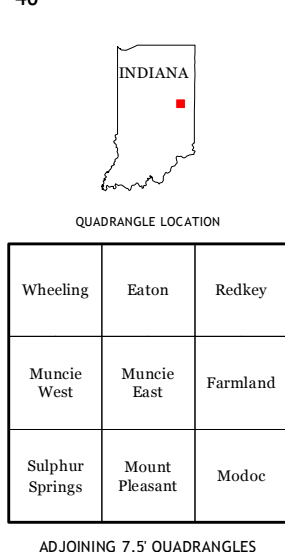 INDIANA
QUADRANGLE LOCATION
Wheeling Eaton Redkey
Muncie West Muncie East Farmland
Sulphur Springs Mount Pleasant Modoc
ADJOINING 7.5' QUADRANGLES